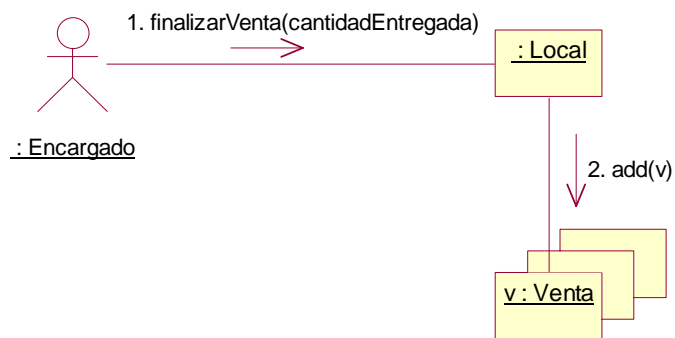 1. finalizarVenta(cantidadEntregada)
: Local
: Encargado
2. add(v)
v : Venta